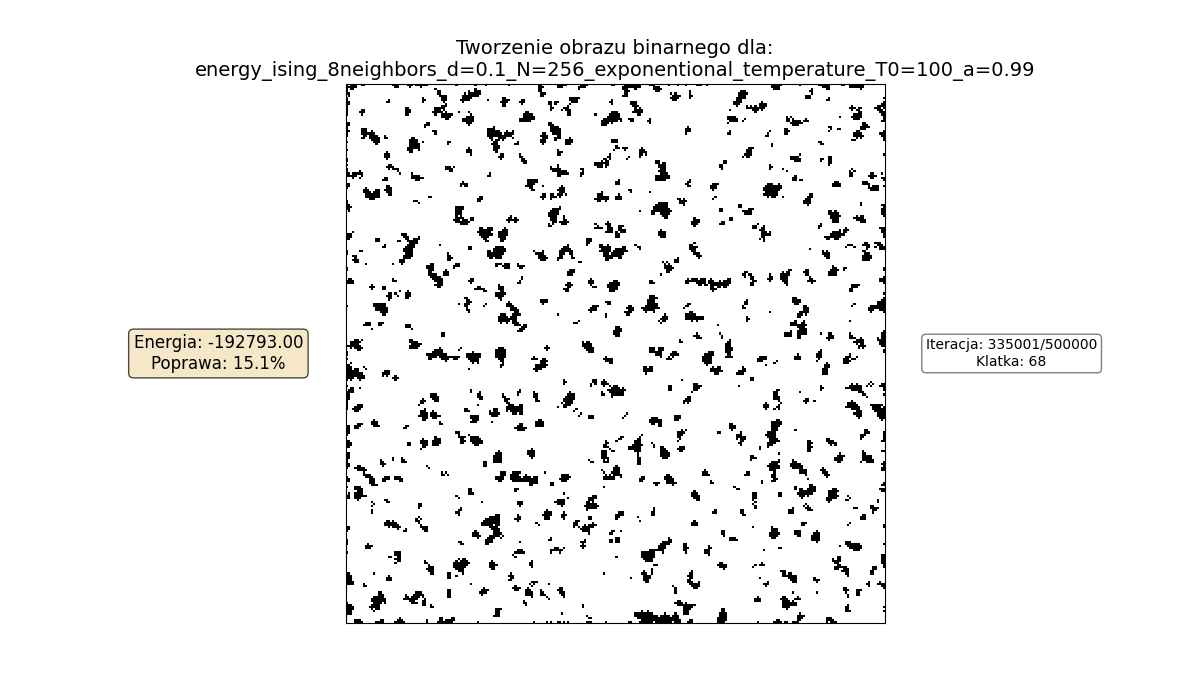 Tworzenie obrazu binarnego dla:
energy_ising_8neighbors_d=0.1_N=256_exponentional_temperature_T0=100_a=0.99
Energia: -192793.00
Poprawa: 15.1%
Iteracja: 335001/500000
Klatka: 68